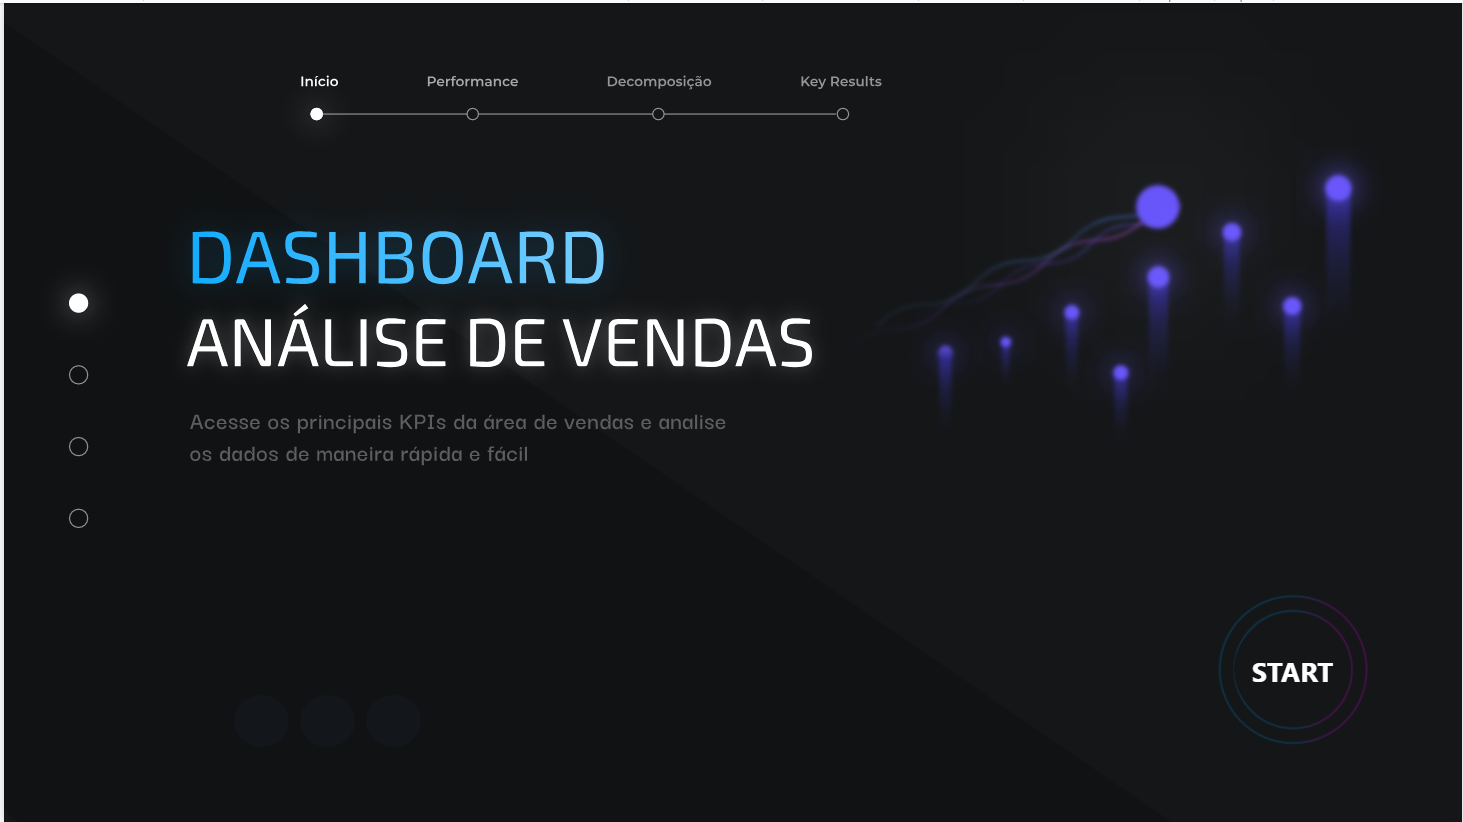 Início
Performance
Decomposição
Key Results
DASHBOARD
ANÁLISE DE VENDAS
Acesse os principais KPIs da área de vendas e analise
os dados de maneira rápida e fácil
START